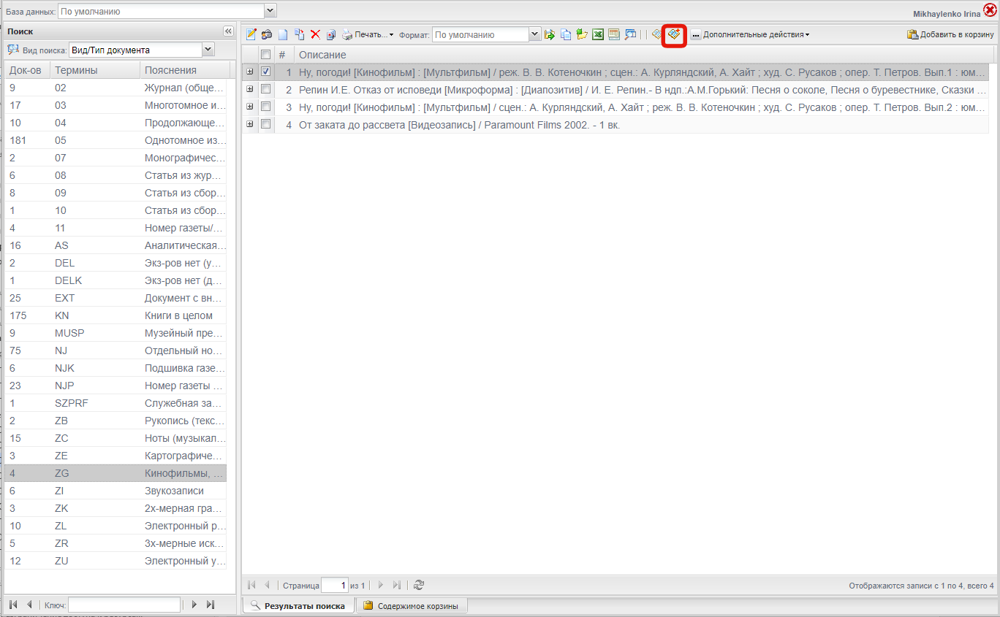 База данных: По умолчанию
Mikhaylenko Irina
Поиск
Вид поиска: Вид/Тип документа
Док-ов Термины Пояснения
9 02 Журнал (обще...
17 03 Многотомное и...
10 04 Продолжающе...
181 05 Однотомное из...
2 07 Монографичес...
6 08 Статья из жур...
8 09 Статья из сбор...
1 10 Статья из сбор...
4 11 Номер газеты/...
16 AS Аналитическая...
2 DEL Экз-ров нет (у...
1 DELK Экз-ров нет (д...
25 EXT Документ с вн...
175 KN Книги в целом
9 MUSP Музейный пре...
75 NJ Отдельный но...
6 NJK Подшивка газе...
23 NJP Номер газеты ...
1 SZPRF Служебная за...
2 ZB Рукопись (текс...
15 ZC Ноты (музыкал...
3 ZE Картографиче...
4 ZG Кинофильмы, ...
6 ZI Звукозаписи
3 ZK 2х-мерная гра...
10 ZL Электронный р...
5 ZR 3х-мерные иск...
12 ZU Электронный у...
Ключ:
Печать... Формат: По умолчанию ... Дополнительные действия Добавить в корзину
# Описание
1 Ну, погоди! [Кинофильм] : [Мультфильм] / реж. В. В. Котеночкин ; сцен.: А. Курляндский, А. Хайт ; худ. С. Русаков ; опер. Т. Петров. Вып.1 : юм...
2 Репин И.Е. Отказ от исповеди [Микроформа] : [Диапозитив] / И. Е. Репин.- В ндп.:А.М.Горький: Песня о соколе, Песня о буревестнике, Сказки ...
3 Ну, погоди! [Кинофильм] : [Мультфильм] / сцен.: А. Курляндский, А. Хайт ; реж. В. В. Котеночкин ; худ. С. Русаков ; опер. Т. Петров. Вып.2 : юм...
4 От заката до рассвета [Видеозапись] / Paramount Films 2002. - 1 вк.
Страница 1 из 1
Отображаются записи с 1 по 4, всего 4
Результаты поиска Содержимое корзины